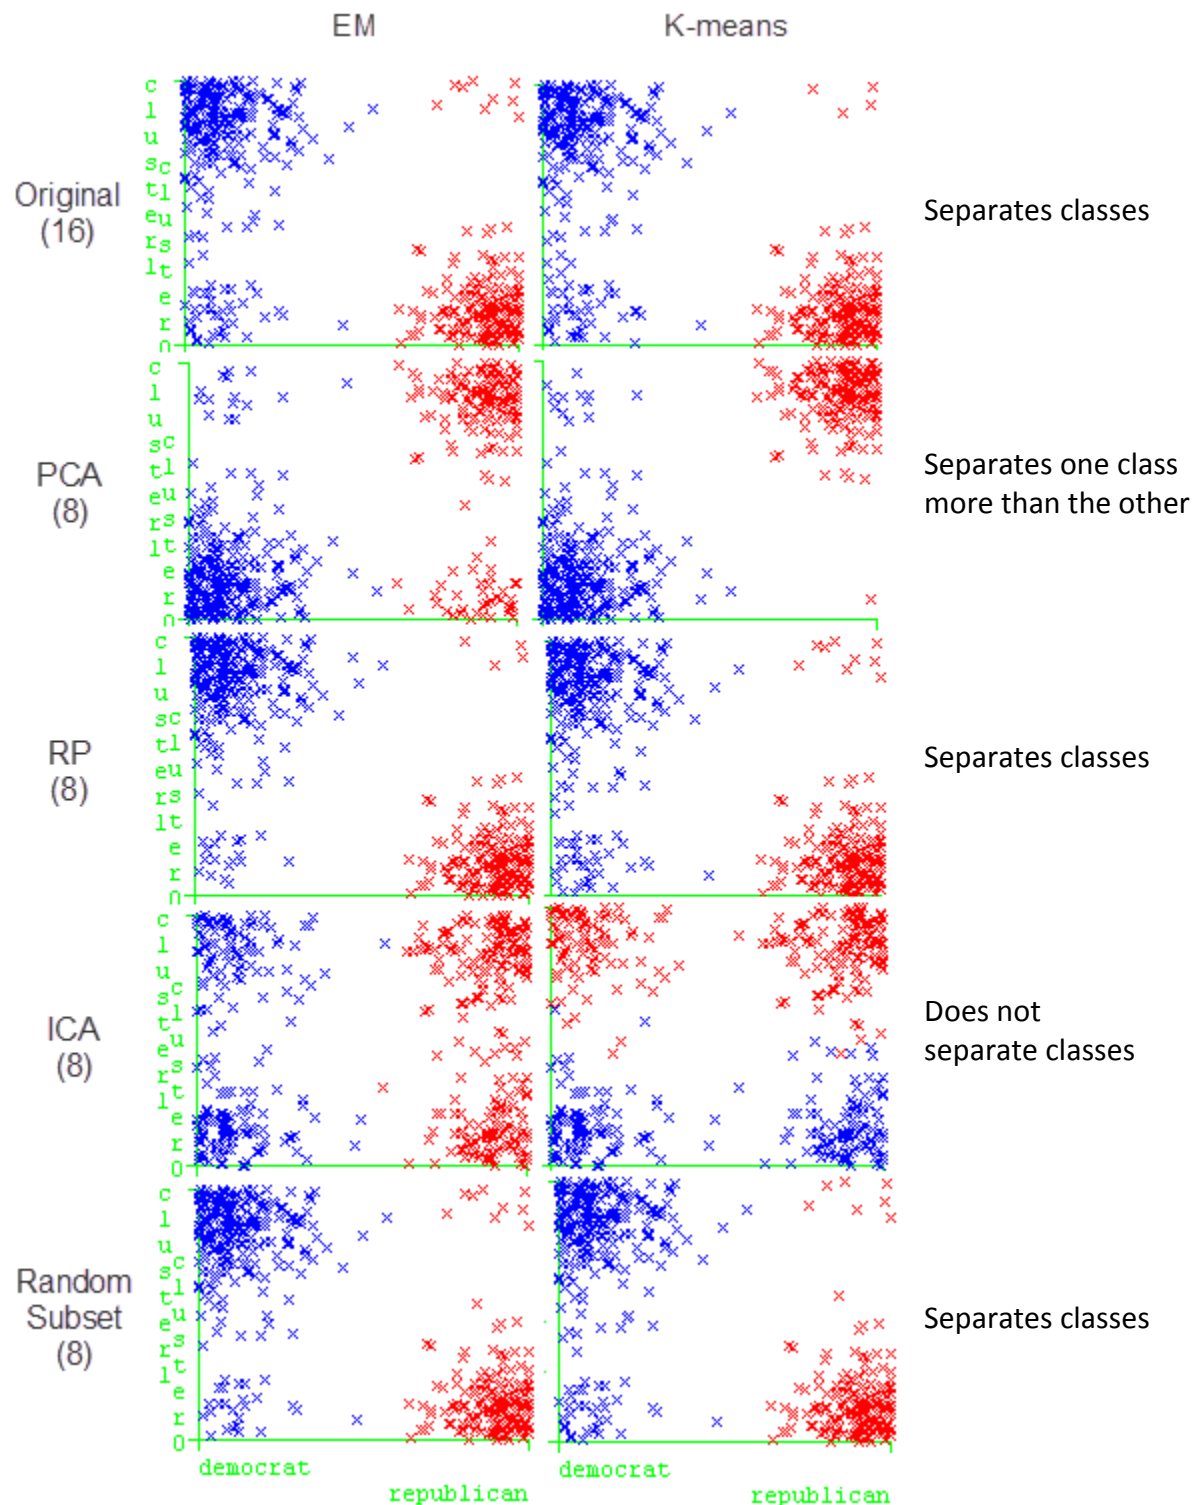 EM
K-means
Original
(16)
Separates classes
PCA
(8)
Separates one class
more than the other
RP
(8)
Separates classes
ICA
(8)
Does not
separate classes
Random
Subset
(8)
Separates classes
democrat
republican
democrat
republican